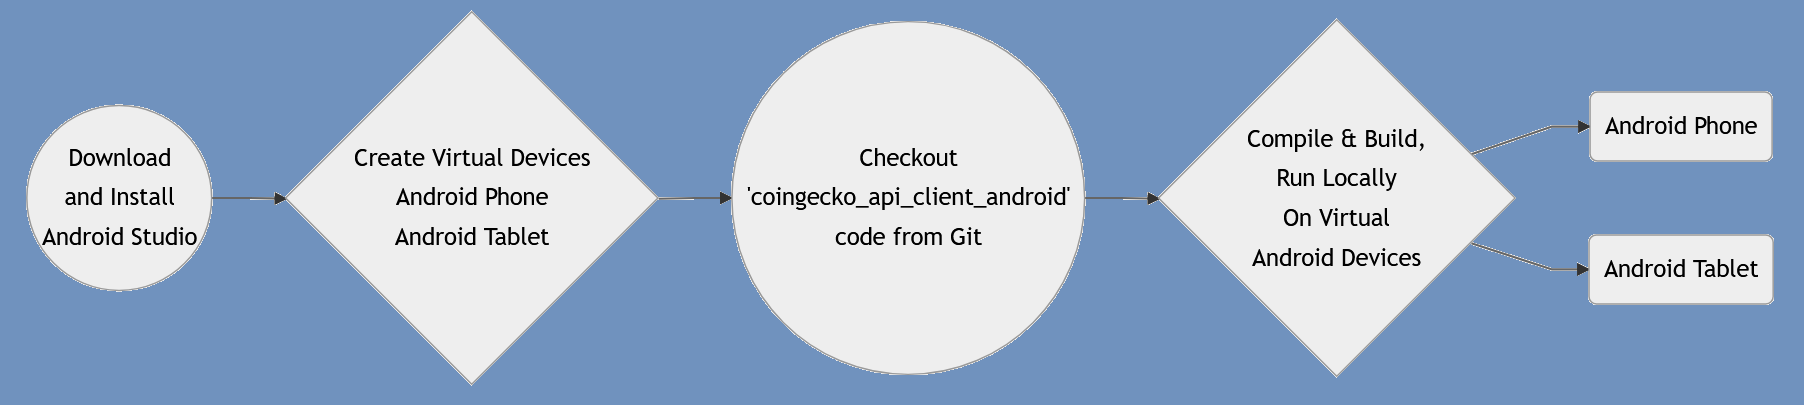 Download
and Install
Android Studio
Create Virtual Devices
Android Phone
Android Tablet
Checkout
'coingecko_api_client_android'
code from Git
Compile & Build,
Run Locally
On Virtual
Android Devices
Android Phone
Android Tablet